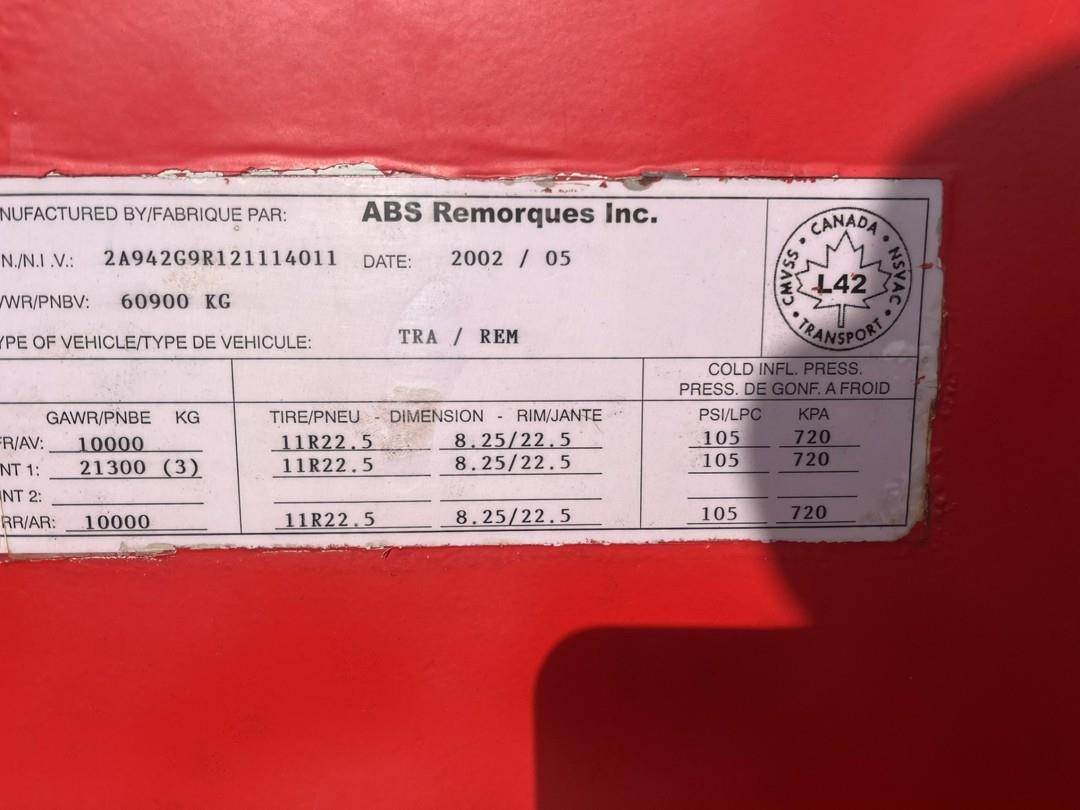 NUFACTURED BY/FABRIQUE PAR: ABS Remorques Inc.
N./N.I .V.: 2A942G9R121114011 DATE: 2002 / 05
WR/PNBV: 60900 KG
YPE OF VEHICLE/TYPE DE VEHICULE: TRA / REM
CANADA
CMVSS NSVAC
L42
TRANSPORT
COLD INFL. PRESS.
PRESS. DE GONF. A FROID
GAWR/PNBE KG TIRE/PNEU - DIMENSION - RIM/JANTE PSI/LPC KPA
FR/AV: 10000 11R22.5 8.25/22.5 105 720
NT 1: 21300 (3) 11R22.5 8.25/22.5 105 720
NT 2:
RR/AR: 10000 11R22.5 8.25/22.5 105 720